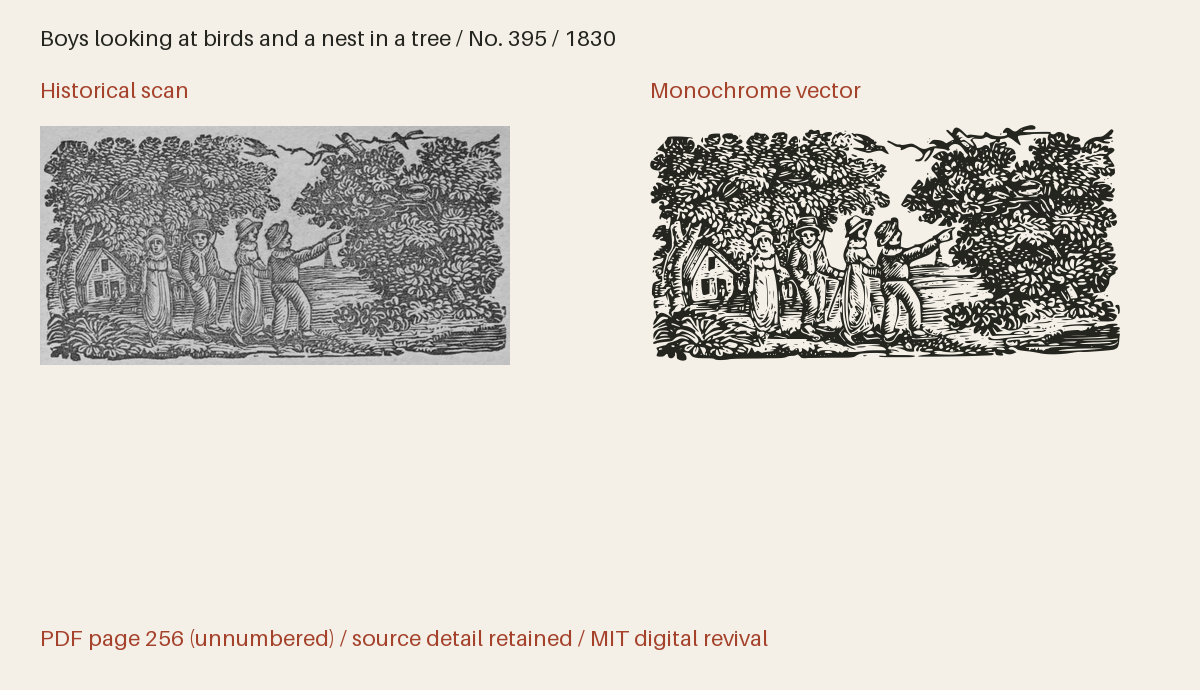 Boys looking at birds and a nest in a tree / No. 395 / 1830
Historical scan
Monochrome vector
PDF page 256 (unnumbered) / source detail retained / MIT digital revival